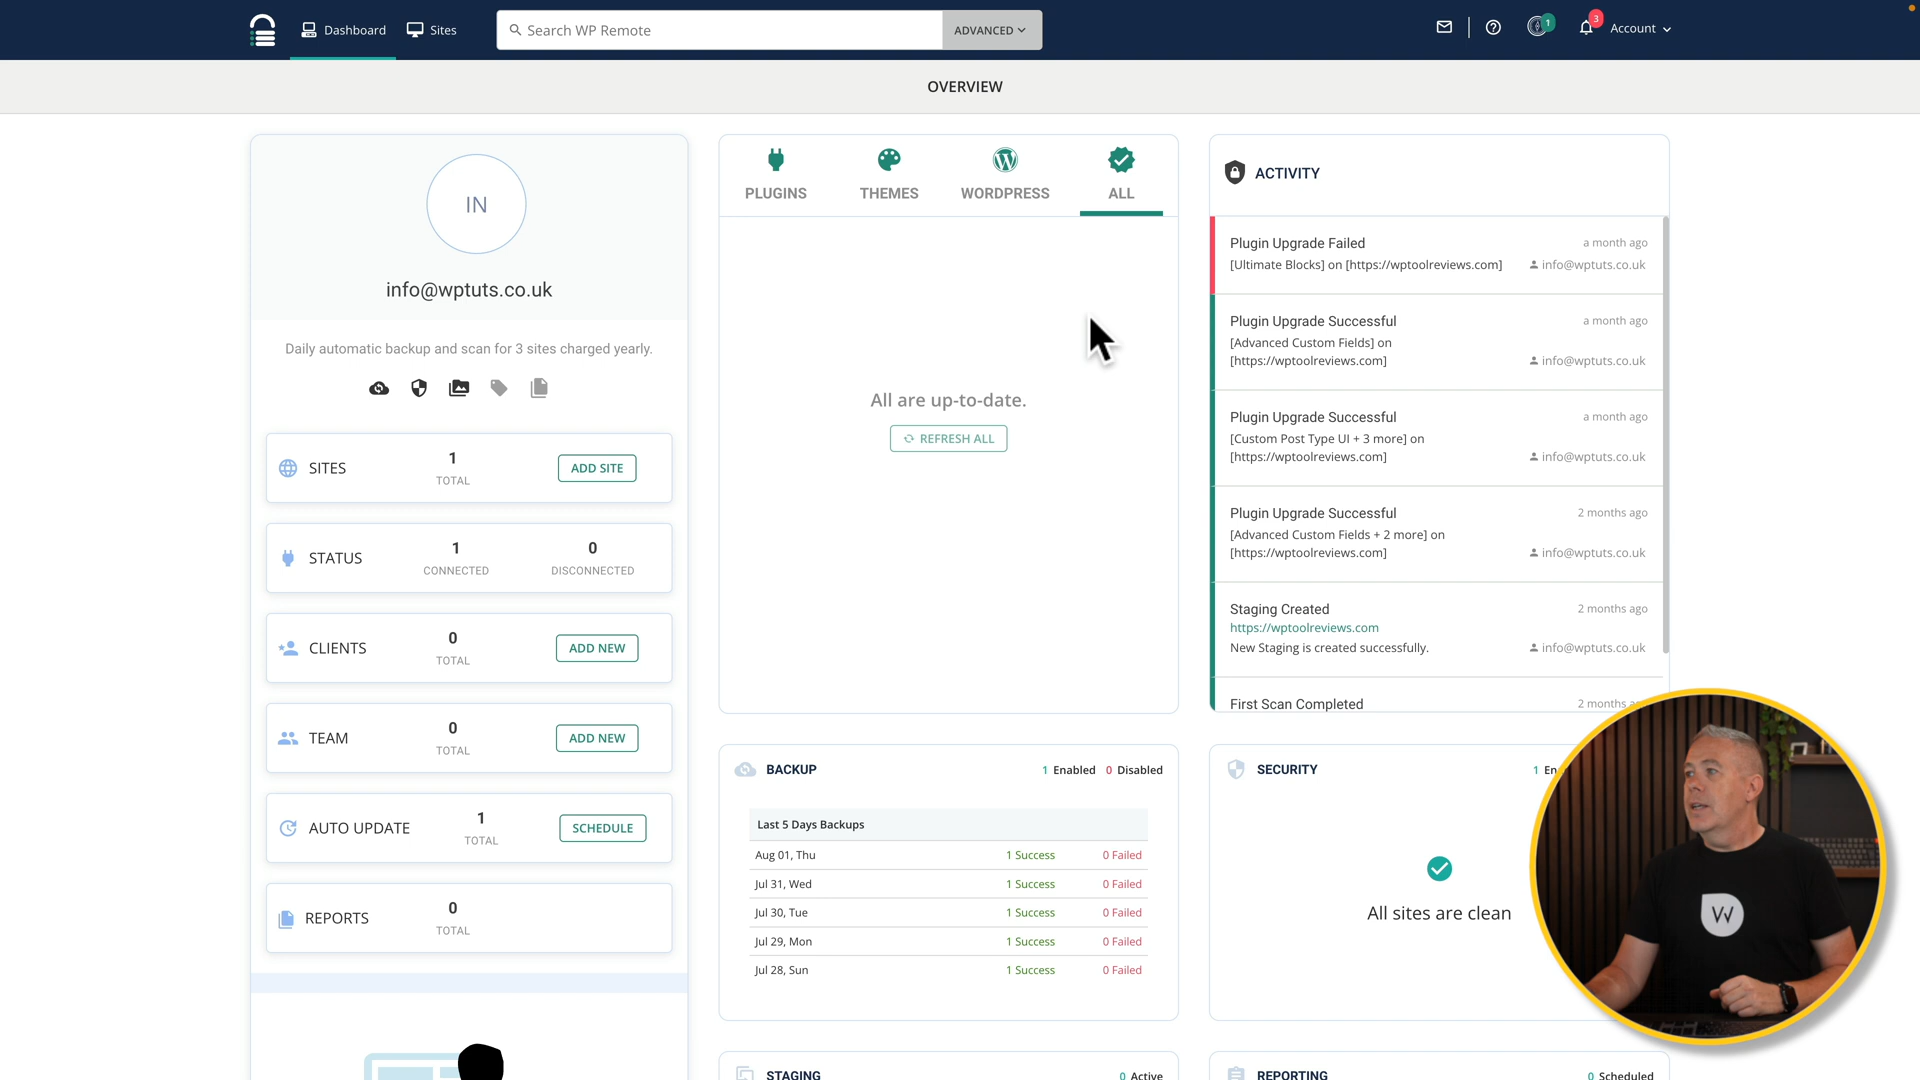 Dashboard
Sites
Search WP Remote
ADVANCED
1
3
Account
OVERVIEW
IN
info@wptuts.co.uk
Daily automatic backup and scan for 3 sites charged yearly.
SITES
1
TOTAL
ADD SITE
STATUS
1
CONNECTED
0
DISCONNECTED
CLIENTS
0
TOTAL
ADD NEW
TEAM
0
TOTAL
ADD NEW
AUTO UPDATE
1
TOTAL
SCHEDULE
REPORTS
0
TOTAL
PLUGINS
THEMES
WORDPRESS
ALL
All are up-to-date.
REFRESH ALL
BACKUP
1 Enabled 0 Disabled
Last 5 Days Backups
Aug 01, Thu 1 Success 0 Failed
Jul 31, Wed 1 Success 0 Failed
Jul 30, Tue 1 Success 0 Failed
Jul 29, Mon 1 Success 0 Failed
Jul 28, Sun 1 Success 0 Failed
STAGING
0 Active
ACTIVITY
Plugin Upgrade Failed a month ago
[Ultimate Blocks] on [https://wptoolreviews.com] info@wptuts.co.uk
Plugin Upgrade Successful a month ago
[Advanced Custom Fields] on
[https://wptoolreviews.com] info@wptuts.co.uk
Plugin Upgrade Successful a month ago
[Custom Post Type UI + 3 more] on
[https://wptoolreviews.com] info@wptuts.co.uk
Plugin Upgrade Successful 2 months ago
[Advanced Custom Fields + 2 more] on
[https://wptoolreviews.com] info@wptuts.co.uk
Staging Created 2 months ago
https://wptoolreviews.com
New Staging is created successfully. info@wptuts.co.uk
First Scan Completed 2 months
SECURITY
1
All sites are clean
REPORTING
0 Scheduled
W